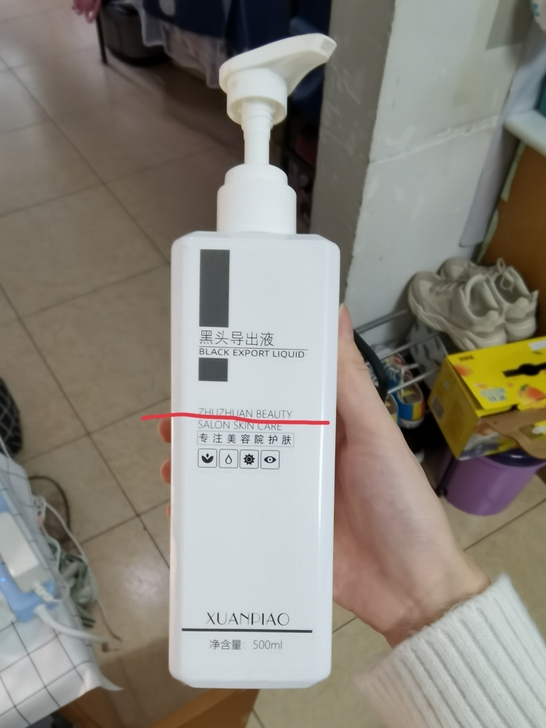 黑头导出液
BLACK EXPORT LIQUID
ZHUZHUAN BEAUTY
SALON SKIN CARE
专注美容院护肤
XUANPIAO
净含量：500ml